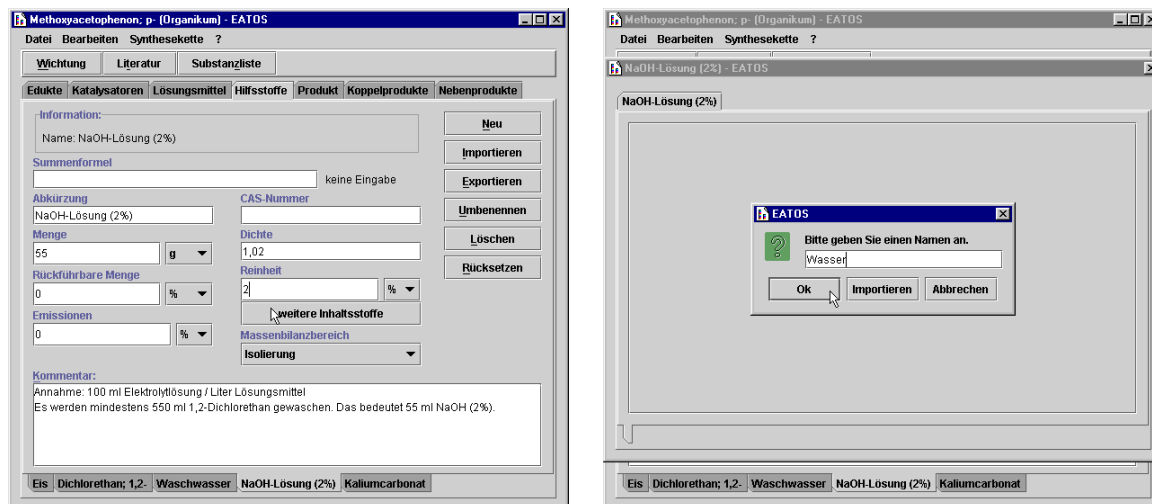 Methoxyacetophenon; p- (Organikum) - EATOS
Datei Bearbeiten Synthesekette ?
Wichtung Literatur Substanzliste
Edukte Katalysatoren Lösungsmittel Hilfsstoffe Produkt Koppelprodukte Nebenprodukte
Information:
Name: NaOH-Lösung (2%)
Neu
Importieren
Summenformel
keine Eingabe
Exportieren
Abkürzung CAS-Nummer
NaOH-Lösung (2%)
Umbenennen
Menge Dichte
55 g 1,02
Löschen
Rückführbare Menge Reinheit
Rücksetzen
0 % 2 %
Emissionen weitere Inhaltsstoffe
0 %
Massenbilanzbereich
Isolierung
Kommentar:
Annahme: 100 ml Elektrolytlösung / Liter Lösungsmittel
Es werden mindestens 550 ml 1,2-Dichlorethan gewaschen. Das bedeutet 55 ml NaOH (2%).
Eis Dichlorethan; 1,2- Waschwasser NaOH-Lösung (2%) Kaliumcarbonat
Methoxyacetophenon; p- (Organikum) - EATOS
Datei Bearbeiten Synthesekette ?
NaOH-Lösung (2%) - EATOS
NaOH-Lösung (2%)
EATOS
Bitte geben Sie einen Namen an.
Wasser
Ok Importieren Abbrechen
Eis Dichlorethan; 1,2- Waschwasser NaOH-Lösung (2%) Kaliumcarbonat